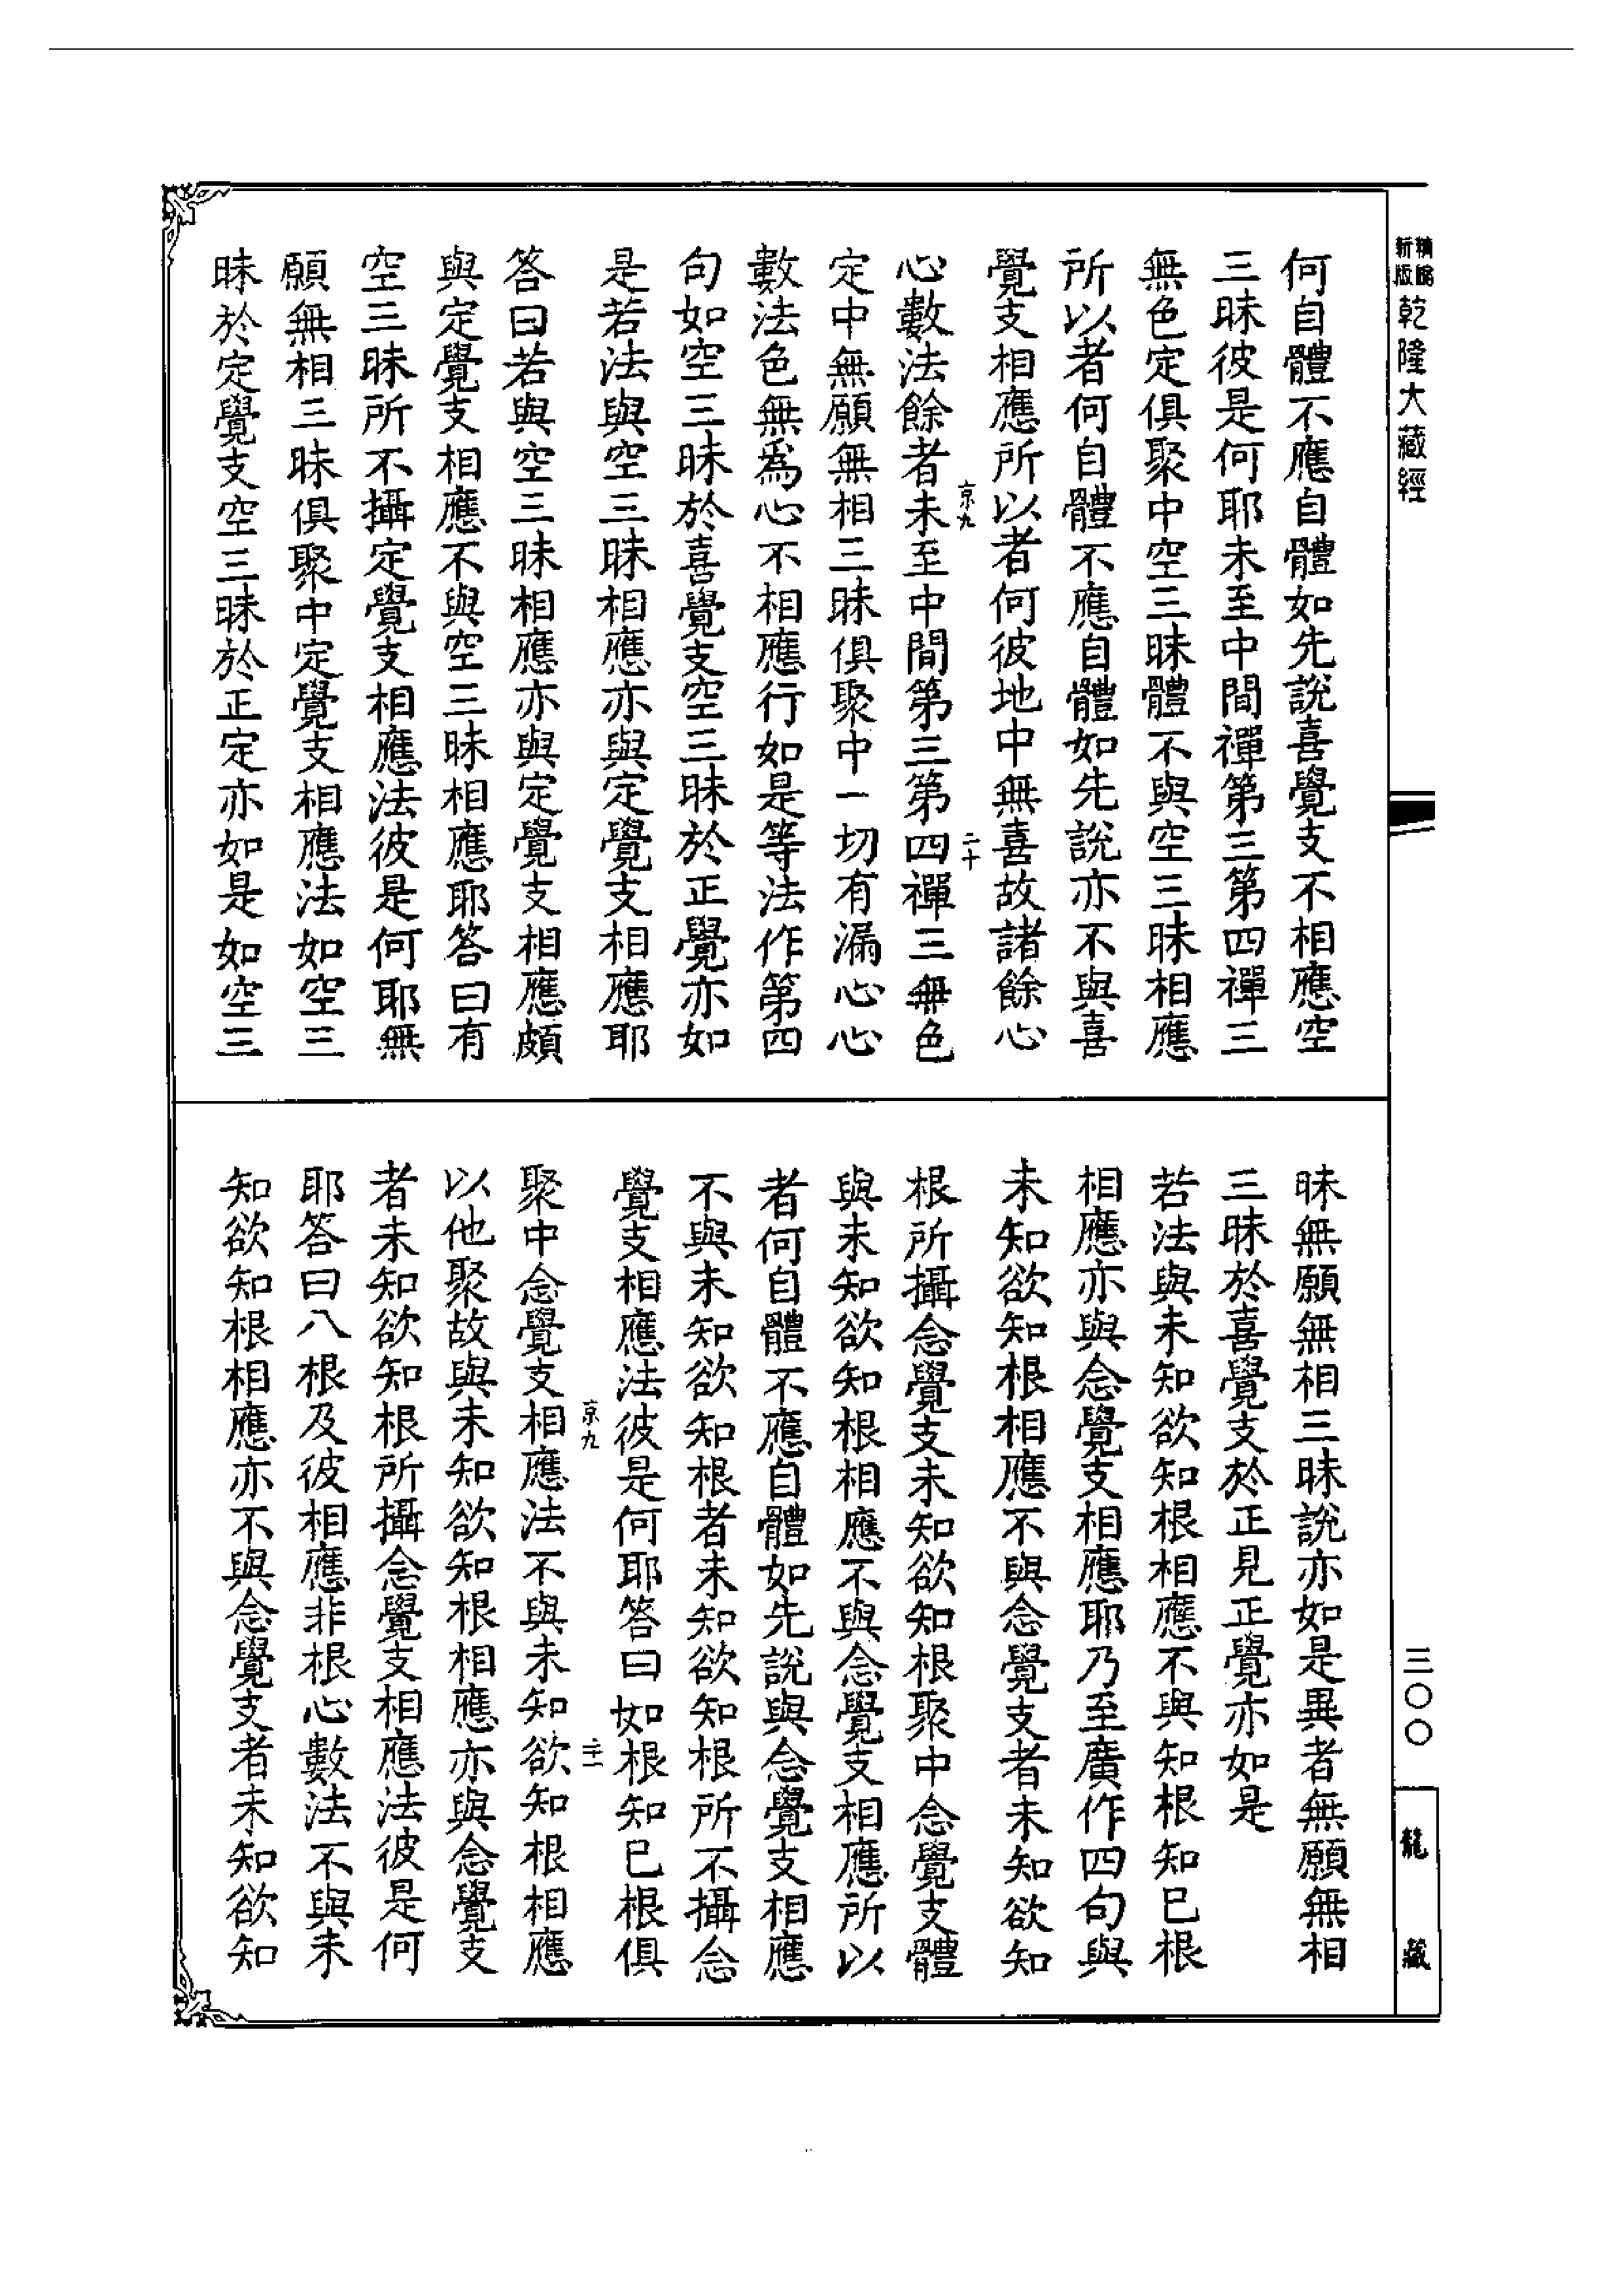 新版
精縮
乾隆大藏經
何自體不應自體如先說喜覺支不相應空
三昧彼是何耶未至中間禪第三第四禪三
無色定俱聚中空三昧體不與空三昧相應
所以者何自體不應自體如先說亦不與喜
覺支相應所以者何彼地中無喜故諸餘心
京九
二十
心數法餘者未至中間第三第四禪三無色
定中無願無相三昧俱聚中一切有漏心心
數法色無為心不相應行如是等法作第四
句如空三昧於喜覺支空三昧於正覺亦如
是若法與空三昧相應亦與定覺支相應耶
答曰若與空三昧相應亦與定覺支相應頗
與定覺支相應不與空三昧相應耶答曰有
空三昧所不攝定覺支相應法彼是何耶無
願無相三昧俱聚中定覺支相應法如空三
昧於定覺支空三昧於正定亦如是如空三
昧無願無相三昧說亦如是異者無願無相
三昧於喜覺支於正見正覺亦如是
若法與未知欲知根相應不與知根知已根
相應亦與念覺支相應耶乃至廣作四句與
未知欲知根相應不與念覺支者未知欲知
根所攝念覺支未知欲知根聚中念覺支體
與未知欲知根相應不與念覺支相應所以
者何自體不應自體如先說與念覺支相應
不與未知欲知根者未知欲知根所不攝念
覺支相應法彼是何耶答曰如根知已根俱
京九
二十一
聚中念覺支相應法不與未知欲知根相應
以他聚故與未知欲知根相應亦與念覺支
者未知欲知根所攝念覺支相應法彼是何
耶答曰八根及彼相應非根心數法不與未
知欲知根相應亦不與念覺支者未知欲知
三〇〇
龍藏